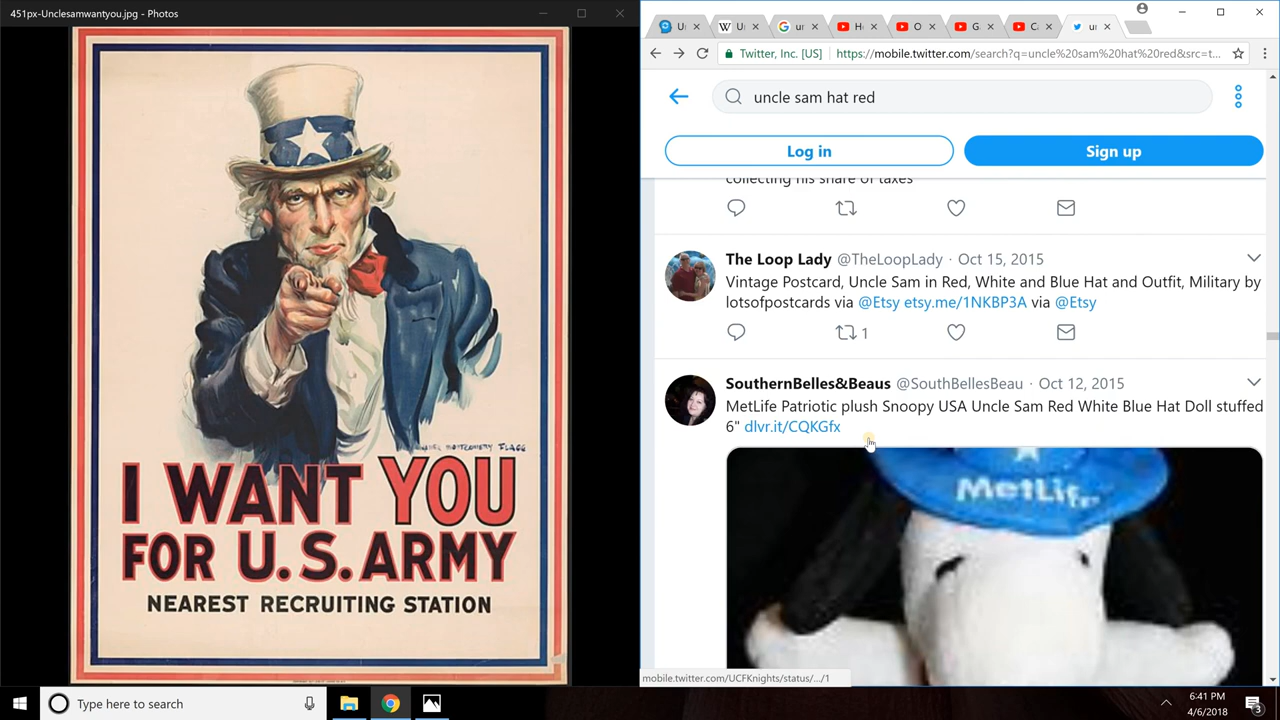 451px-Unclesamwantyou.jpg - Photos
I WANT YOU
FOR U.S. ARMY
NEAREST RECRUITING STATION
Twitter, Inc. [US]
https://mobile.twitter.com/search?q=uncle%20sam%20hat%20red&src=t...
uncle sam hat red
Log in
Sign up
collecting his share of taxes
The Loop Lady @TheLoopLady · Oct 15, 2015
Vintage Postcard, Uncle Sam in Red, White and Blue Hat and Outfit, Military by
lotsofpostcards via @Etsy etsy.me/1NKBP3A via @Etsy
1
SouthernBelles&Beaus @SouthBellesBeau · Oct 12, 2015
MetLife Patriotic plush Snoopy USA Uncle Sam Red White Blue Hat Doll stuffed
6" dlvr.it/CQKGfx
MetLife
mobile.twitter.com/UCFKnights/status/.../1
Type here to search
6:41 PM
4/6/2018
3